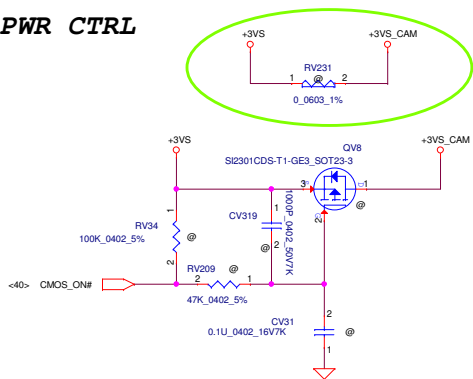 PWR CTRL
+3VS +3VS_CAM
RV231
1 @ 2
0_0603_1%
+3VS QV8 +3VS_CAM
SI2301CDS-T1-GE3_SOT23-3
3 S D 1
G 2 @
1
RV34
100K_0402_5% @
2
1
CV319
@ 2
1000P_0402_50V7K
RV209 @
<40> CMOS_ON# 2 1
47K_0402_5%
CV31 2
0.1U_0402_16V7K @
1